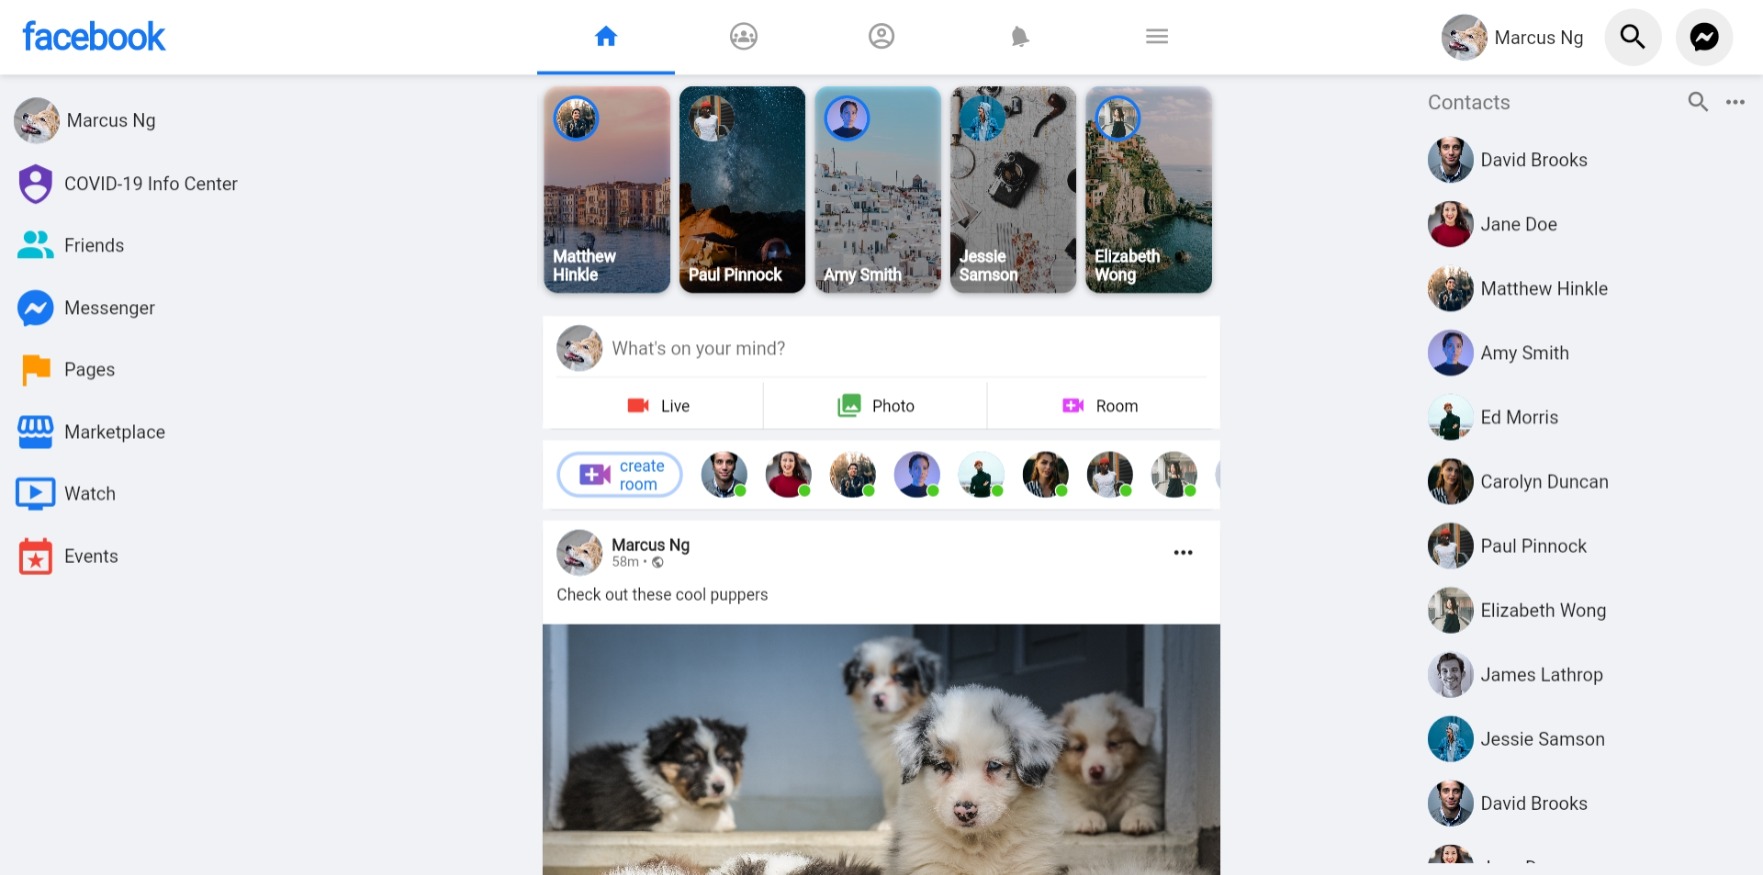 facebook
Marcus Ng
Marcus Ng
COVID-19 Info Center
Friends
Messenger
Pages
Marketplace
Watch
Events
Matthew
Hinkle
Paul Pinnock
Amy Smith
Jessie
Samson
Elizabeth
Wong
What's on your mind?
Live
Photo
Room
create
room
Marcus Ng
58m •
Check out these cool puppers
Contacts
David Brooks
Jane Doe
Matthew Hinkle
Amy Smith
Ed Morris
Carolyn Duncan
Paul Pinnock
Elizabeth Wong
James Lathrop
Jessie Samson
David Brooks